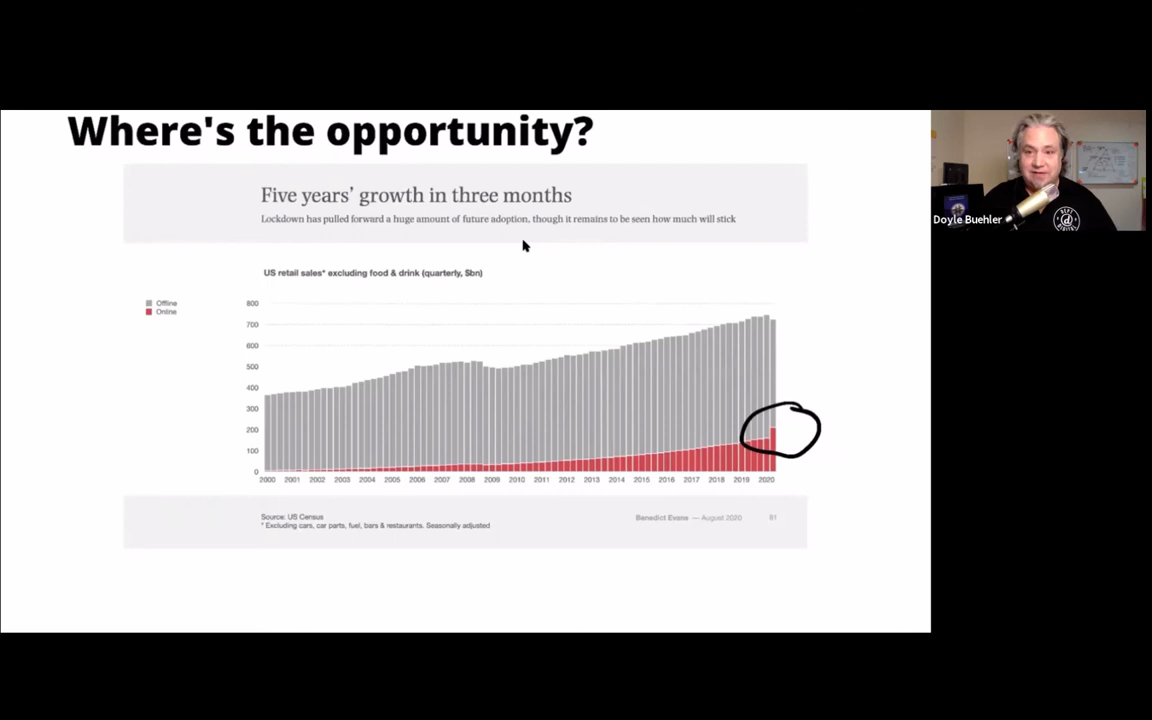 Where's the opportunity?
Five years' growth in three months
Lockdown has pulled forward a huge amount of future adoption, though it remains to be seen how much will stick
US retail sales* excluding food & drink (quarterly, $bn)
Offline
Online
800
700
600
500
400
300
200
100
0
2000 2001 2002 2003 2004 2005 2006 2007 2008 2009 2010 2011 2012 2013 2014 2015 2016 2017 2018 2019 2020
Source: US Census
* Excluding cars, car parts, fuel, bars & restaurants. Seasonally adjusted
Benedict Evans — August 2020 61
Doyle Buehler